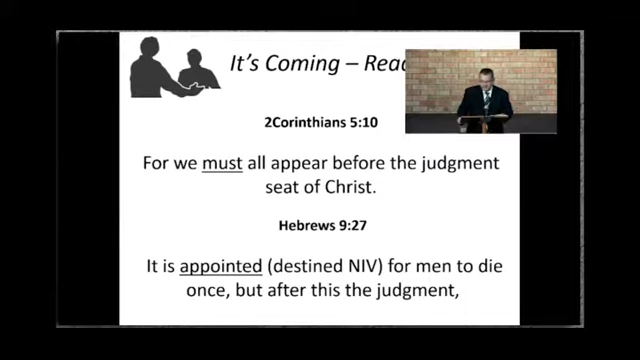 It's Coming – Reac
2Corinthians 5:10
For we must all appear before the judgment
seat of Christ.
Hebrews 9:27
It is appointed (destined NIV) for men to die
once, but after this the judgment,